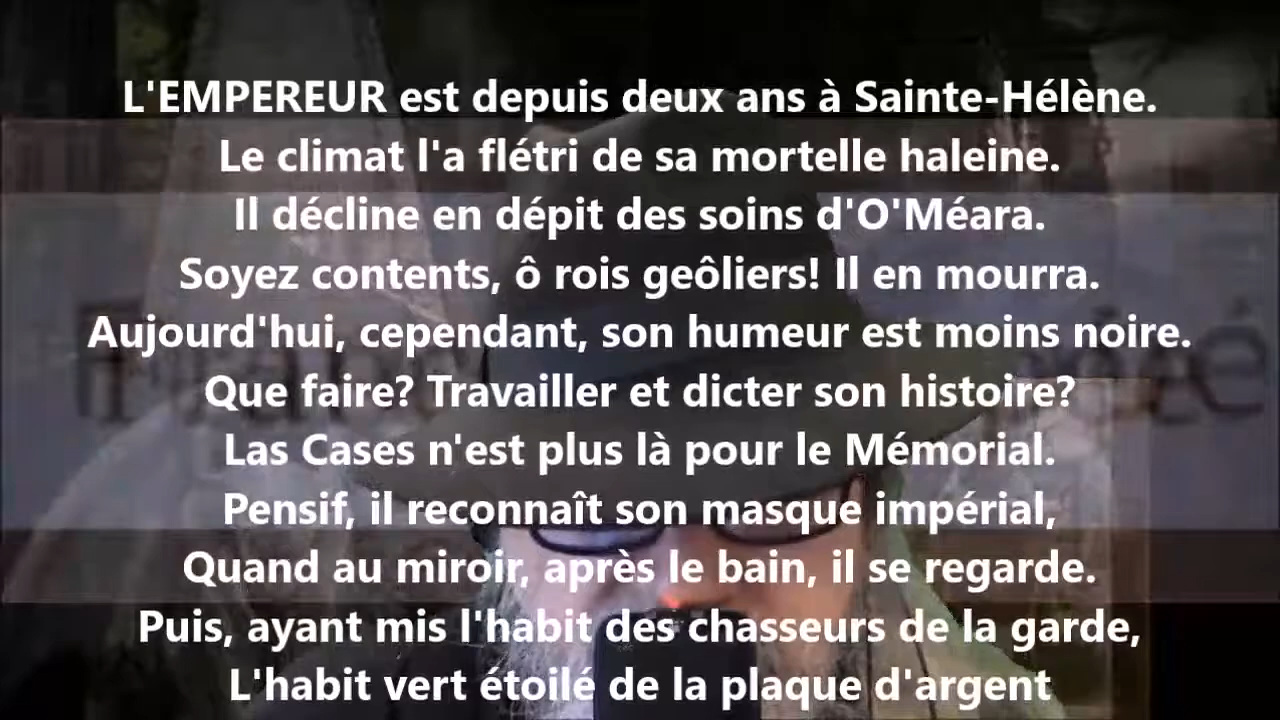 L'EMPEREUR est depuis deux ans à Sainte-Hélène.
Le climat l'a flétri de sa mortelle haleine.
Il décline en dépit des soins d'O'Méara.
Soyez contents, ô rois geôliers! Il en mourra.
Aujourd'hui, cependant, son humeur est moins noire.
Que faire? Travailler et dicter son histoire?
Las Cases n'est plus là pour le Mémorial.
Pensif, il reconnaît son masque impérial,
Quand au miroir, après le bain, il se regarde.
Puis, ayant mis l'habit des chasseurs de la garde,
L'habit vert étoilé de la plaque d'argent